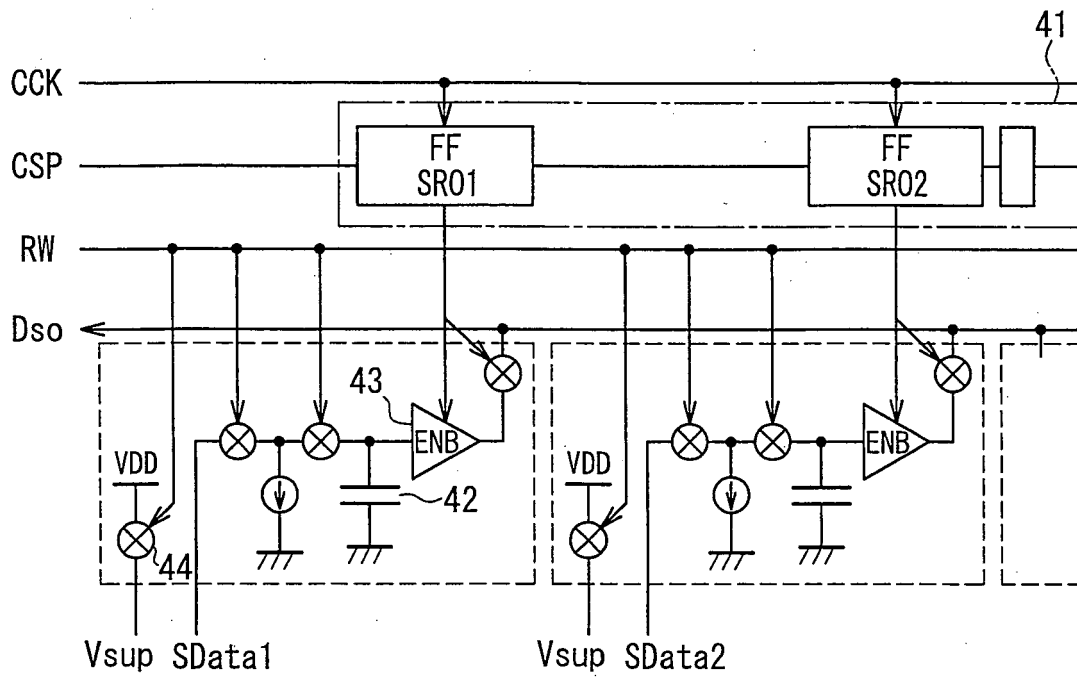 41
CCK
CSP
FF
SR01
FF
SR02
RW
Dso
43
ENB
ENB
VDD
VDD
42
44
Vsup SData1
Vsup SData2